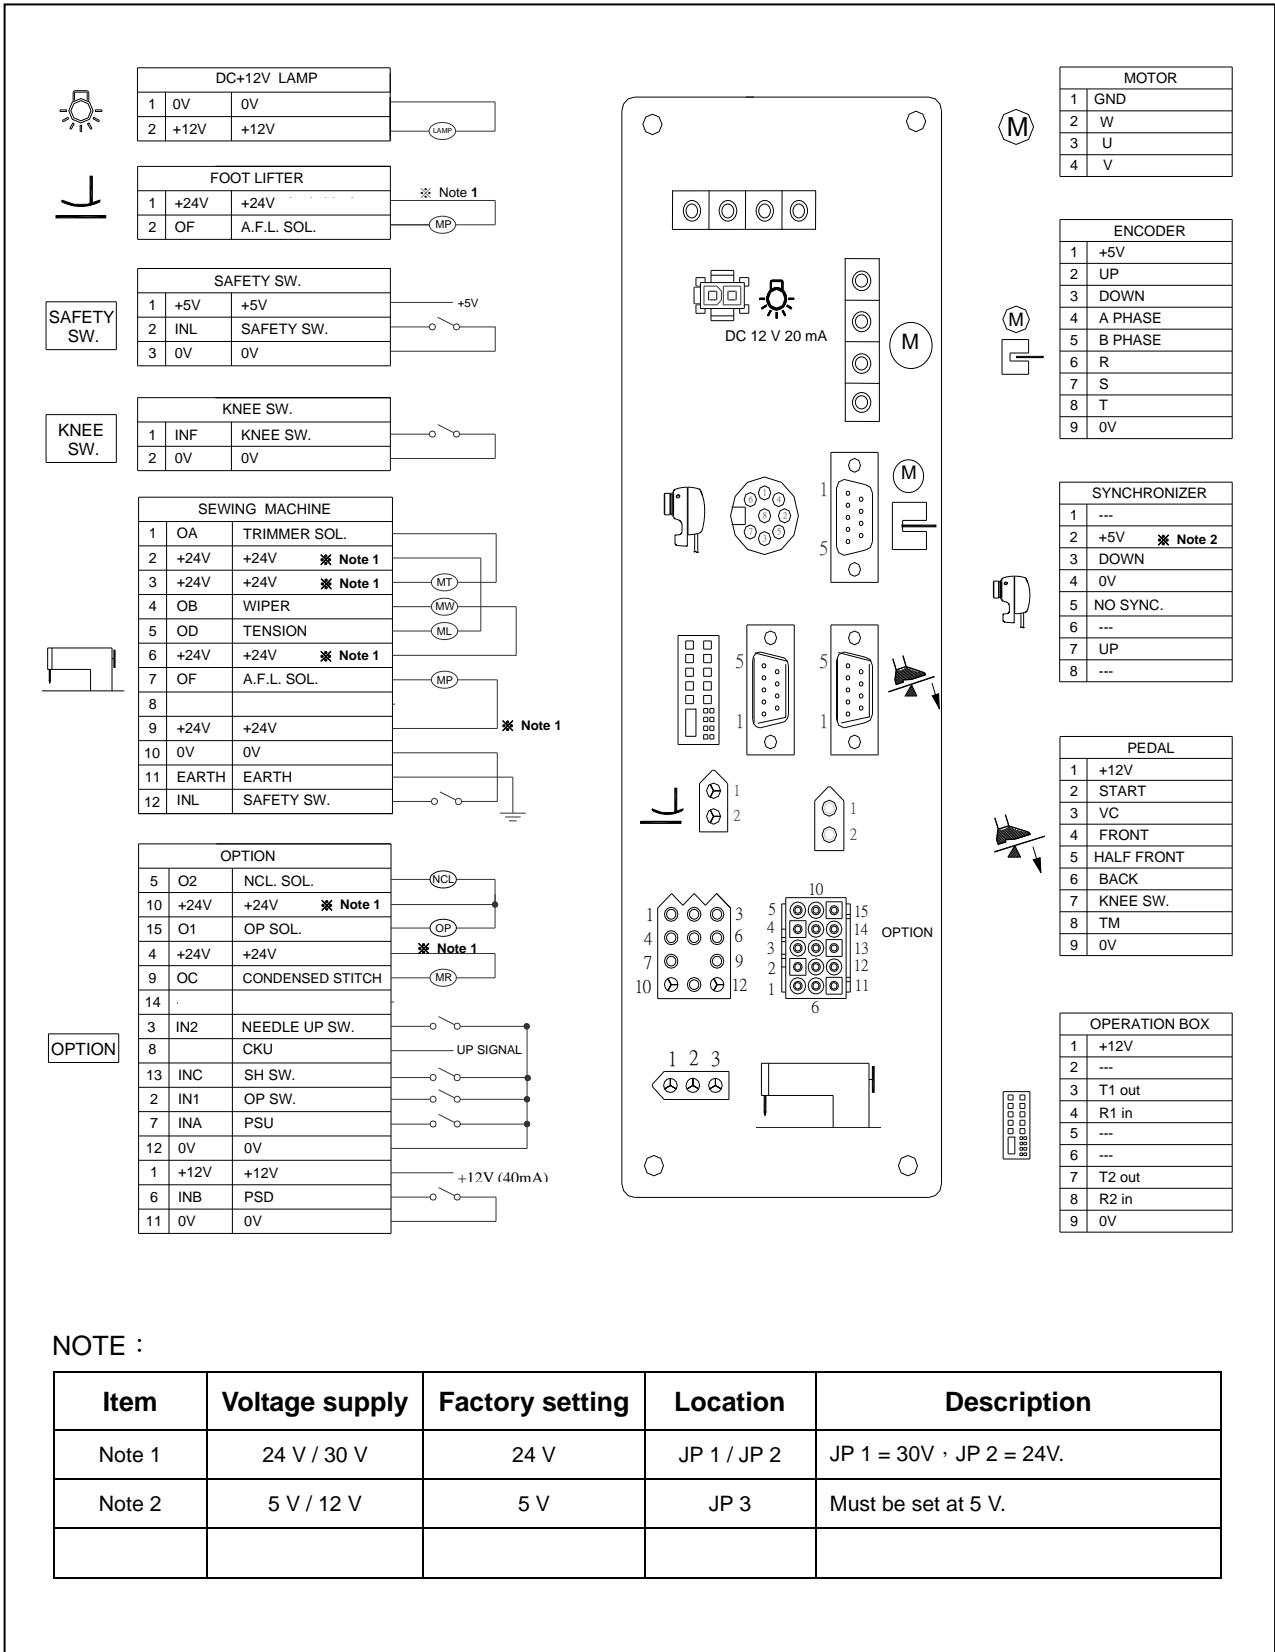 DC+12V LAMP
1 0V 0V
2 +12V +12V
LAMP
FOOT LIFTER
1 +24V +24V ※ Note 1
2 OF A.F.L. SOL. MP
SAFETY SW.
SAFETY SW.
1 +5V +5V +5V
2 INL SAFETY SW.
3 0V 0V
KNEE SW.
KNEE SW.
1 INF KNEE SW.
2 0V 0V
SEWING MACHINE
1 OA TRIMMER SOL.
2 +24V +24V ※ Note 1
3 +24V +24V ※ Note 1 MT
4 OB WIPER MW
5 OD TENSION ML
6 +24V +24V ※ Note 1
7 OF A.F.L. SOL. MP
8
9 +24V +24V ※ Note 1
10 0V 0V
11 EARTH EARTH
12 INL SAFETY SW.
OPTION
OPTION
5 O2 NCL. SOL. NCL
10 +24V +24V ※ Note 1
15 O1 OP SOL. OP
4 +24V +24V ※ Note 1
9 OC CONDENSED STITCH MR
14
3 IN2 NEEDLE UP SW.
8 CKU UP SIGNAL
13 INC SH SW.
2 IN1 OP SW.
7 INA PSU
12 0V 0V
1 +12V +12V +12V (40mA)
6 INB PSD
11 0V 0V
DC 12 V 20 mA
M
6 1 4
8 2
7 3 5
1
5
M
5
1
5
1
1
2
1
2
1 3
4 6
7 9
10 12
10
5 15
4 14
3 13
2 12
1 11
6
OPTION
1 2 3
M
MOTOR
1 GND
2 W
3 U
4 V
M
ENCODER
1 +5V
2 UP
3 DOWN
4 A PHASE
5 B PHASE
6 R
7 S
8 T
9 0V
SYNCHRONIZER
1 ---
2 +5V ※ Note 2
3 DOWN
4 0V
5 NO SYNC.
6 ---
7 UP
8 ---
PEDAL
1 +12V
2 START
3 VC
4 FRONT
5 HALF FRONT
6 BACK
7 KNEE SW.
8 TM
9 0V
OPERATION BOX
1 +12V
2 ---
3 T1 out
4 R1 in
5 ---
6 ---
7 T2 out
8 R2 in
9 0V
NOTE：
Item Voltage supply Factory setting Location Description
Note 1 24 V / 30 V 24 V JP 1 / JP 2 JP 1 = 30V，JP 2 = 24V.
Note 2 5 V / 12 V 5 V JP 3 Must be set at 5 V.